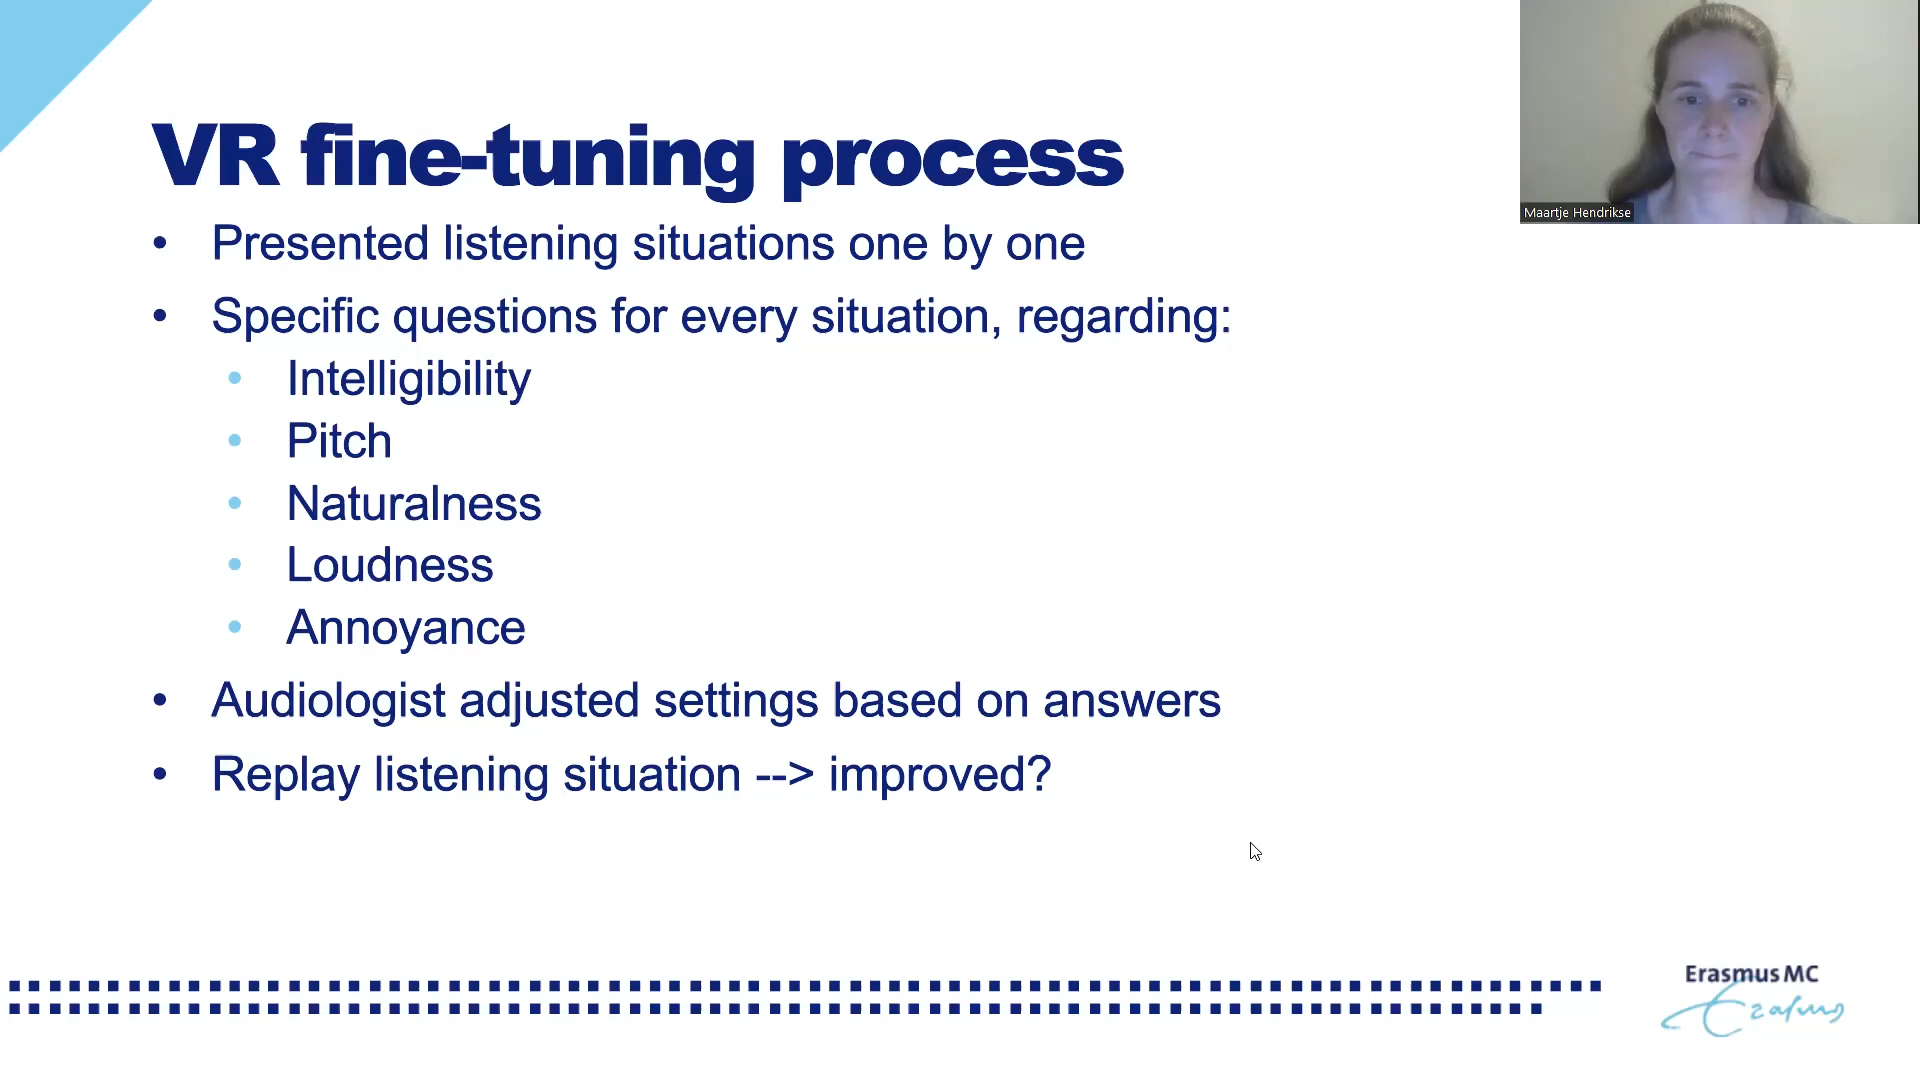 VR fine-tuning process
• Presented listening situations one by one
• Specific questions for every situation, regarding:
• Intelligibility
• Pitch
• Naturalness
• Loudness
• Annoyance
• Audiologist adjusted settings based on answers
• Replay listening situation --> improved?
Maartje Hendrikse
Erasmus MC
Erasmus